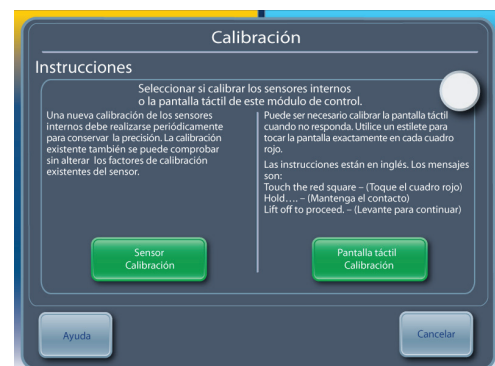 Calibración
Instrucciones
Seleccionar si calibrar los sensores internos
o la pantalla táctil de este módulo de control.
Una nueva calibración de los sensores
internos debe realizarse periódicamente
para conservar la precisión. La calibración
existente también se puede comprobar
sin alterar los factores de calibración
existentes del sensor.
Puede ser necesario calibrar la pantalla táctil
cuando no responda. Utilice un estilete para
tocar la pantalla exactamente en cada cuadro
rojo.
Las instrucciones están en inglés. Los mensajes
son:
Touch the red square – (Toque el cuadro rojo)
Hold.... – (Mantenga el contacto)
Lift off to proceed. – (Levante para continuar)
Sensor
Calibración
Pantalla táctil
Calibración
Ayuda
Cancelar